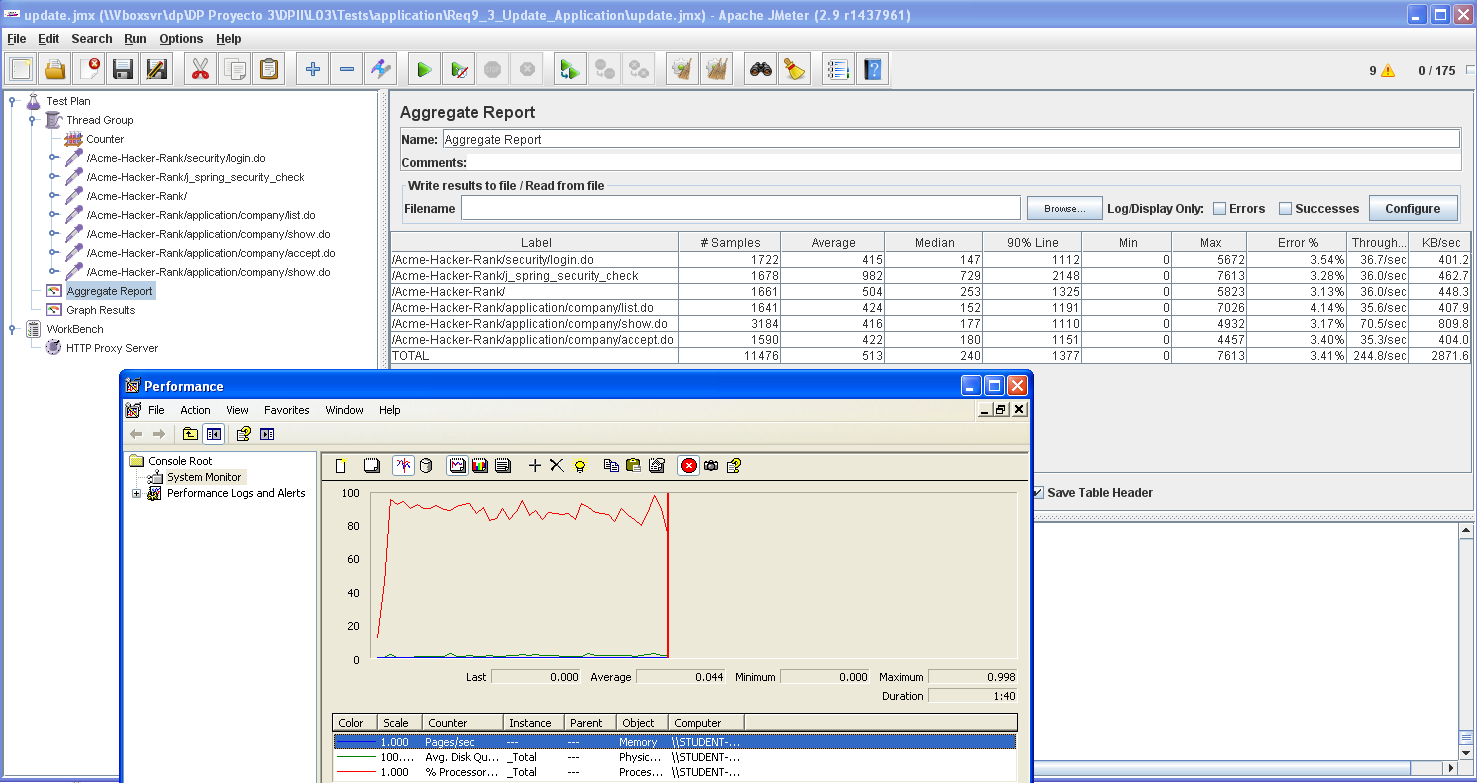 update.jmx (\\Vboxsvr\dp\DP Proyecto 3\DPII\L03\Tests\application\Req9_3_Update_Application\update.jmx) - Apache JMeter (2.9 r1437961)
File Edit Search Run Options Help
9 0 / 175
Test Plan
Thread Group
Counter
/Acme-Hacker-Rank/security/login.do
/Acme-Hacker-Rank/j_spring_security_check
/Acme-Hacker-Rank/
/Acme-Hacker-Rank/application/company/list.do
/Acme-Hacker-Rank/application/company/show.do
/Acme-Hacker-Rank/application/company/accept.do
/Acme-Hacker-Rank/application/company/show.do
Aggregate Report
Graph Results
WorkBench
HTTP Proxy Server
Aggregate Report
Name: Aggregate Report
Comments:
Write results to file / Read from file
Filename Browse... Log/Display Only: Errors Successes Configure
Label # Samples Average Median 90% Line Min Max Error % Through... KB/sec
/Acme-Hacker-Rank/security/login.do 1722 415 147 1112 0 5672 3.54% 36.7/sec 401.2
/Acme-Hacker-Rank/j_spring_security_check 1678 982 729 2148 0 7613 3.28% 36.0/sec 462.7
/Acme-Hacker-Rank/ 1661 504 253 1325 0 5823 3.13% 36.0/sec 448.3
/Acme-Hacker-Rank/application/company/list.do 1641 424 152 1191 0 7026 4.14% 35.6/sec 407.9
/Acme-Hacker-Rank/application/company/show.do 3184 416 177 1110 0 4932 3.17% 70.5/sec 809.8
/Acme-Hacker-Rank/application/company/accept.do 1590 422 180 1151 0 4457 3.40% 35.3/sec 404.0
TOTAL 11476 513 240 1377 0 7613 3.41% 244.8/sec 2871.6
Save Table Header
Performance
File Action View Favorites Window Help
Console Root
System Monitor
Performance Logs and Alerts
100
80
60
40
20
0
Last 0.000 Average 0.044 Minimum 0.000 Maximum 0.998
Duration 1:40
Color Scale Counter Instance Parent Object Computer
1.000 Pages/sec --- --- Memory \\STUDENT-...
100.... Avg. Disk Qu... _Total --- Physic... \\STUDENT-...
1.000 % Processor... _Total --- Proces... \\STUDENT-...